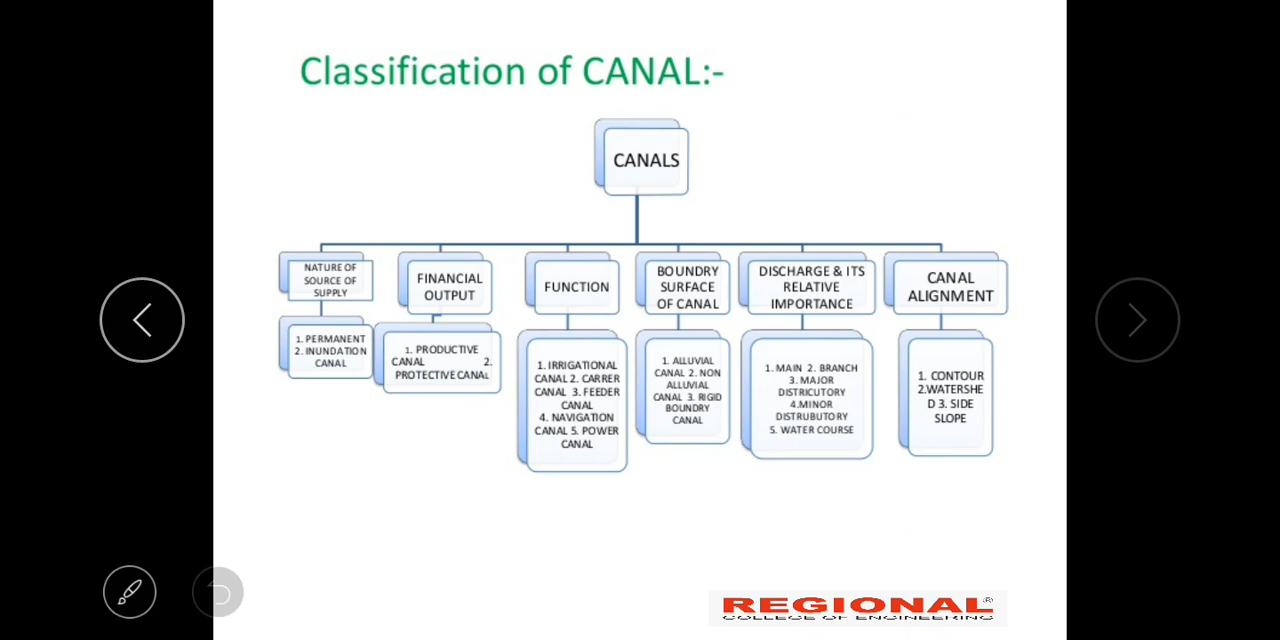 Classification of CANAL:-
CANALS
NATURE OF
SOURCE OF
SUPPLY
1. PERMANENT
2. INUNDATION
CANAL
FINANCIAL
OUTPUT
1. PRODUCTIVE
CANAL 2.
PROTECTIVE CANAL
FUNCTION
1. IRRIGATIONAL
CANAL 2. CARRER
CANAL 3. FEEDER
CANAL
4. NAVIGATION
CANAL 5. POWER
CANAL
BOUNDRY
SURFACE
OF CANAL
1. ALLUVIAL
CANAL 2. NON
ALLUVIAL
CANAL 3. RIGID
BOUNDRY
CANAL
DISCHARGE & ITS
RELATIVE
IMPORTANCE
1. MAIN 2. BRANCH
3. MAJOR
DISTRICUTORY
4.MINOR
DISTRUBUTORY
5. WATER COURSE
CANAL
ALIGNMENT
1. CONTOUR
2.WATERSHE
D 3. SIDE
SLOPE
REGIONAL®
COLLEGE OF ENGINEERING